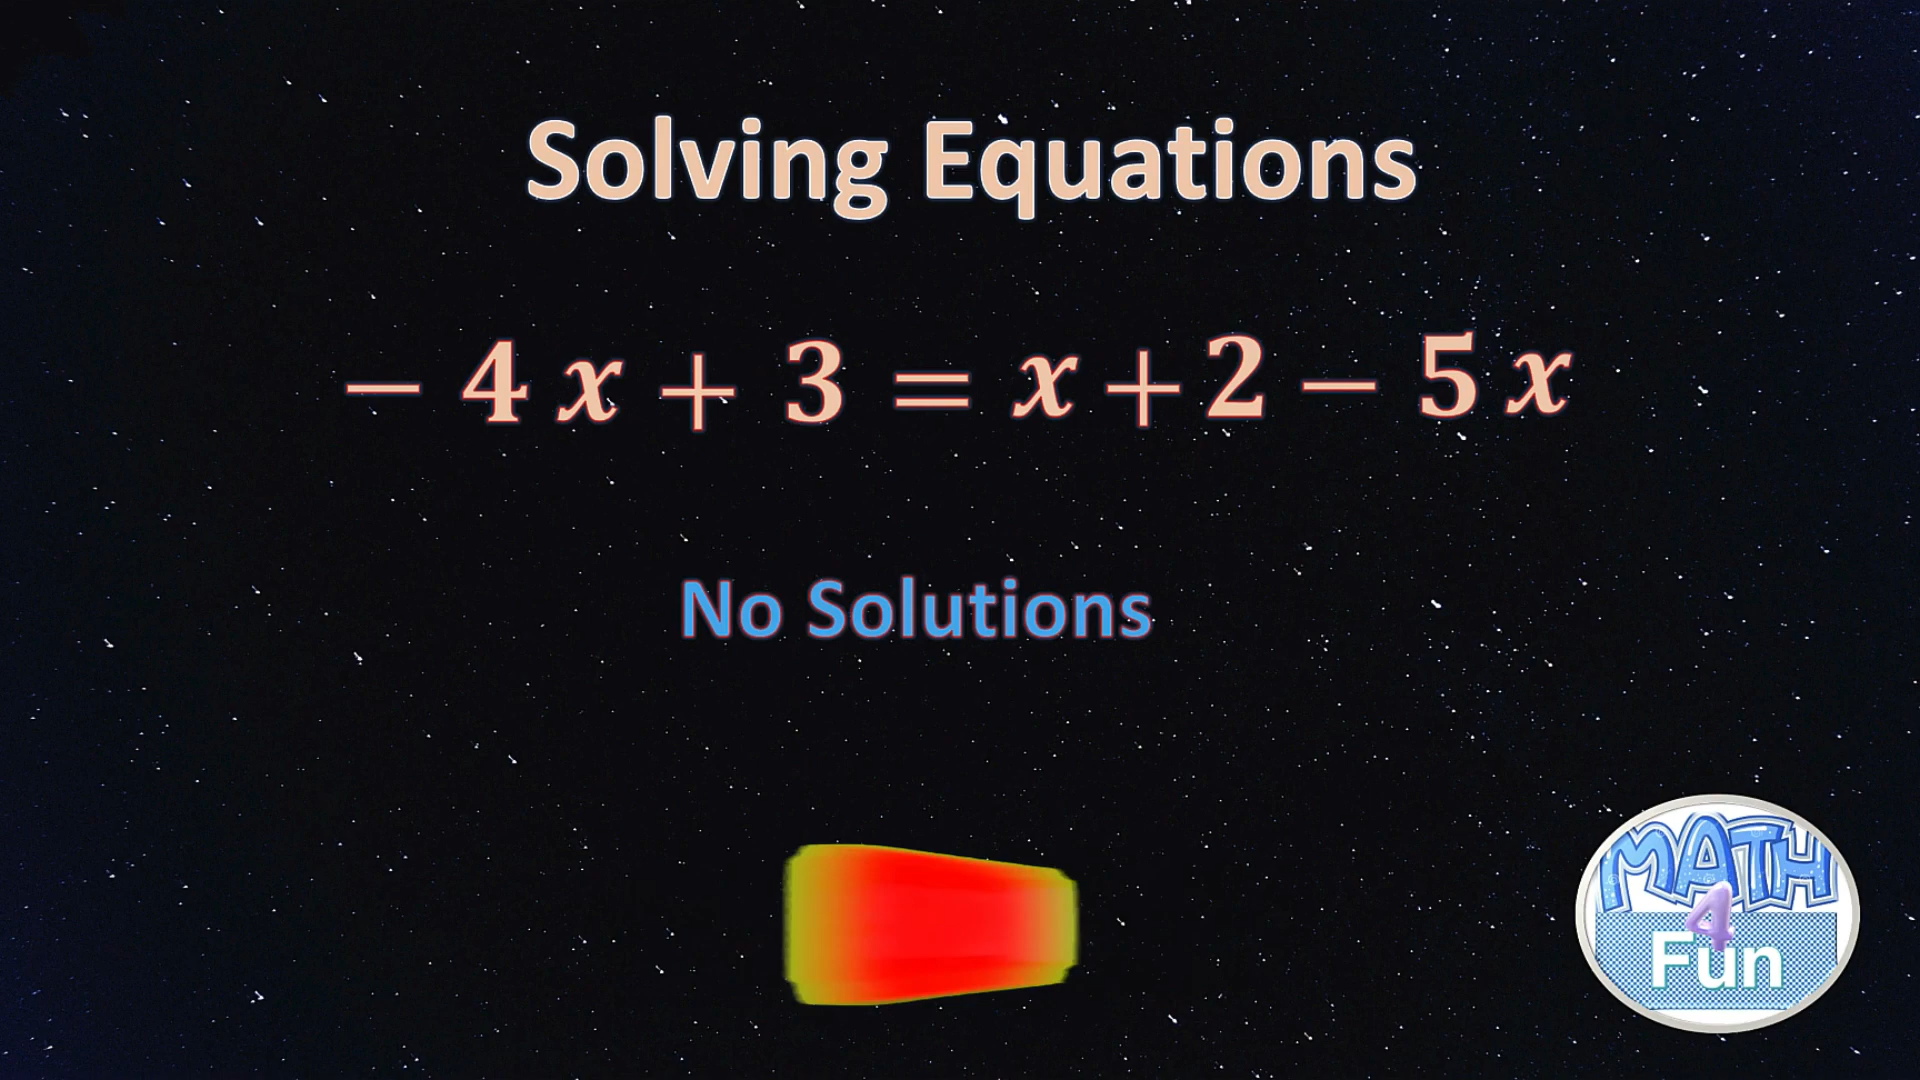 Solving Equations
− 4 x + 3 = x + 2 − 5 x
No Solutions
MATH
4
Fun